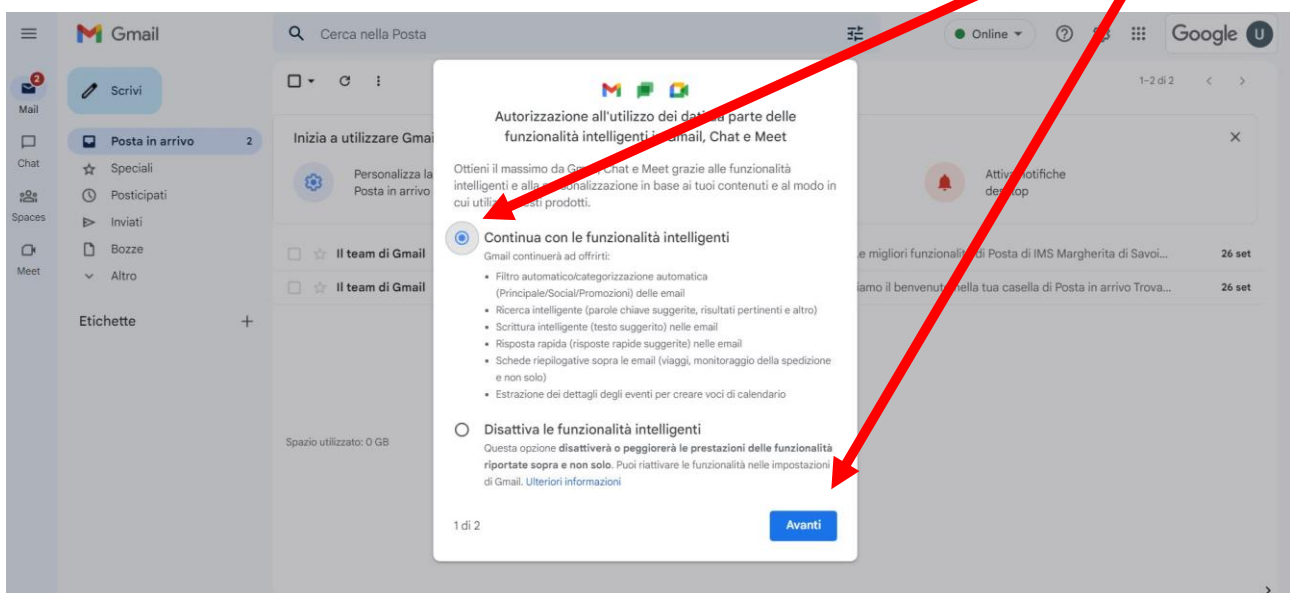 Gmail
Cerca nella Posta
Online
Google U
2
Mail
Scrivi
1–2 di 2
Chat
Spaces
Meet
Posta in arrivo 2
Speciali
Posticipati
Inviati
Bozze
Altro
Etichette
Inizia a utilizzare Gmai
Personalizza la
Posta in arrivo
Attiva notifiche
desktop
Il team di Gmail
e migliori funzionalità di Posta di IMS Margherita di Savoi... 26 set
Il team di Gmail
iamo il benvenuto nella tua casella di Posta in arrivo Trova... 26 set
Spazio utilizzato: 0 GB
Autorizzazione all'utilizzo dei dati da parte delle
funzionalità intelligenti in Gmail, Chat e Meet
Ottieni il massimo da Gmail, Chat e Meet grazie alle funzionalità
intelligenti e alla personalizzazione in base ai tuoi contenuti e al modo in
cui utilizzi questi prodotti.
Continua con le funzionalità intelligenti
Gmail continuerà ad offrirti:
• Filtro automatico/categorizzazione automatica
(Principale/Social/Promozioni) delle email
• Ricerca intelligente (parole chiave suggerite, risultati pertinenti e altro)
• Scrittura intelligente (testo suggerito) nelle email
• Risposta rapida (risposte rapide suggerite) nelle email
• Schede riepilogative sopra le email (viaggi, monitoraggio della spedizione
e non solo)
• Estrazione dei dettagli degli eventi per creare voci di calendario
Disattiva le funzionalità intelligenti
Questa opzione disattiverà o peggiorerà le prestazioni delle funzionalità
riportate sopra e non solo. Puoi riattivare le funzionalità nelle impostazioni
di Gmail. Ulteriori informazioni
1 di 2
Avanti